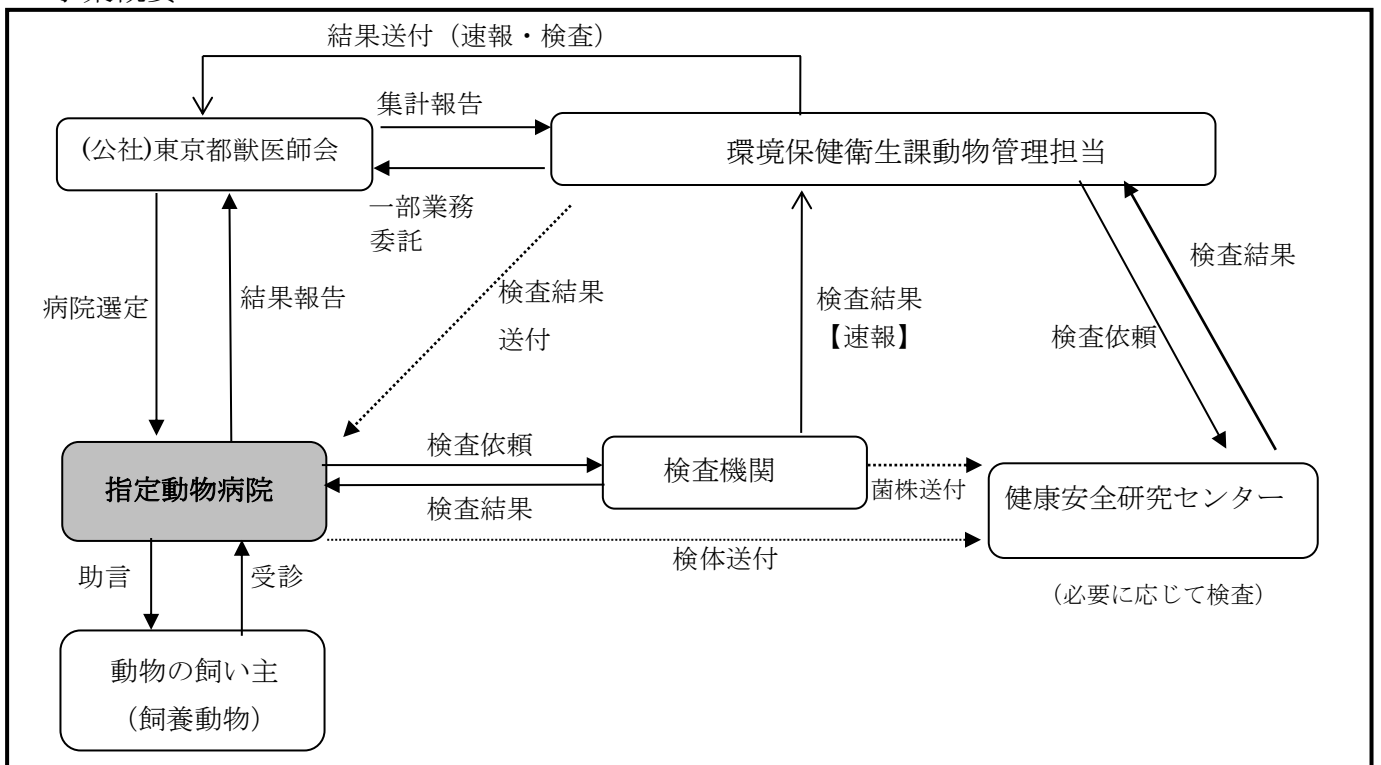 結果送付（速報・検査）
集計報告
(公社)東京都獣医師会
環境保健衛生課動物管理担当
一部業務
委託
病院選定
結果報告
検査結果
送付
検査結果
【速報】
検査依頼
検査結果
指定動物病院
検査依頼
検査結果
検査機関
菌株送付
健康安全研究センター
検体送付
（必要に応じて検査）
助言
受診
動物の飼い主
（飼養動物）